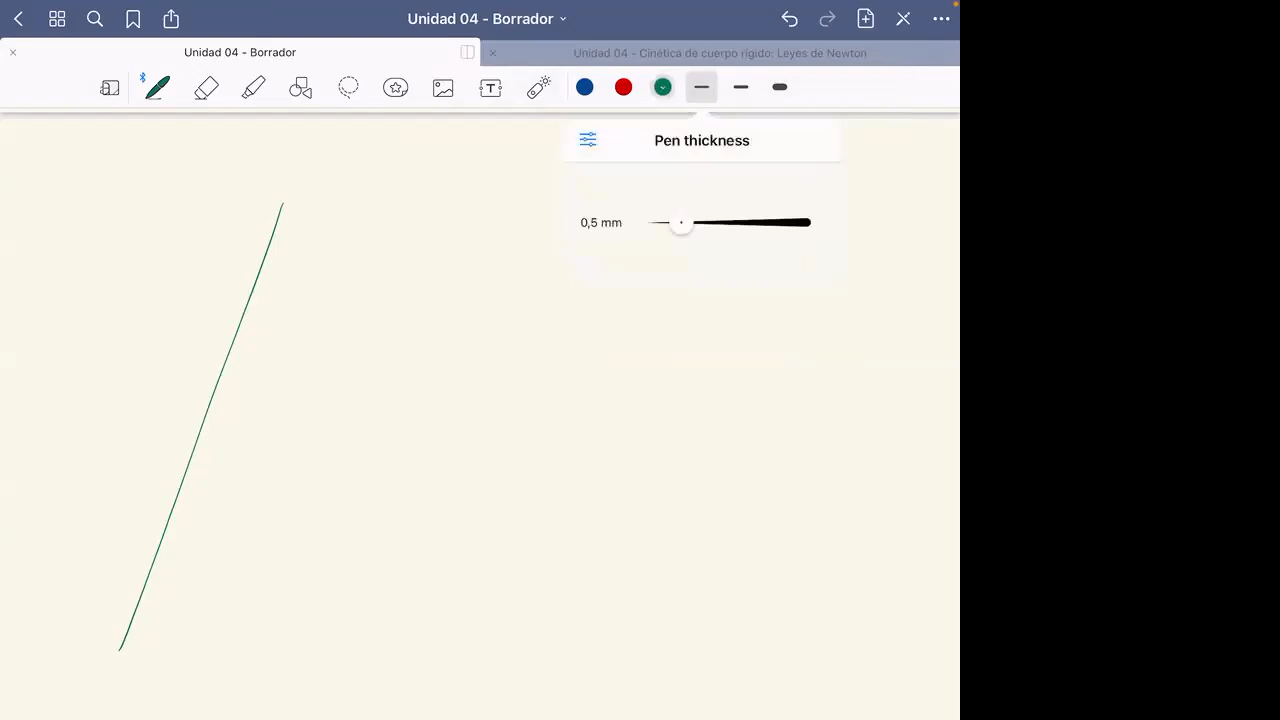 Unidad 04 - Borrador
Unidad 04 - Borrador
Unidad 04 - Cinética de cuerpo rígido: Leyes de Newton
T
Pen thickness
0,5 mm